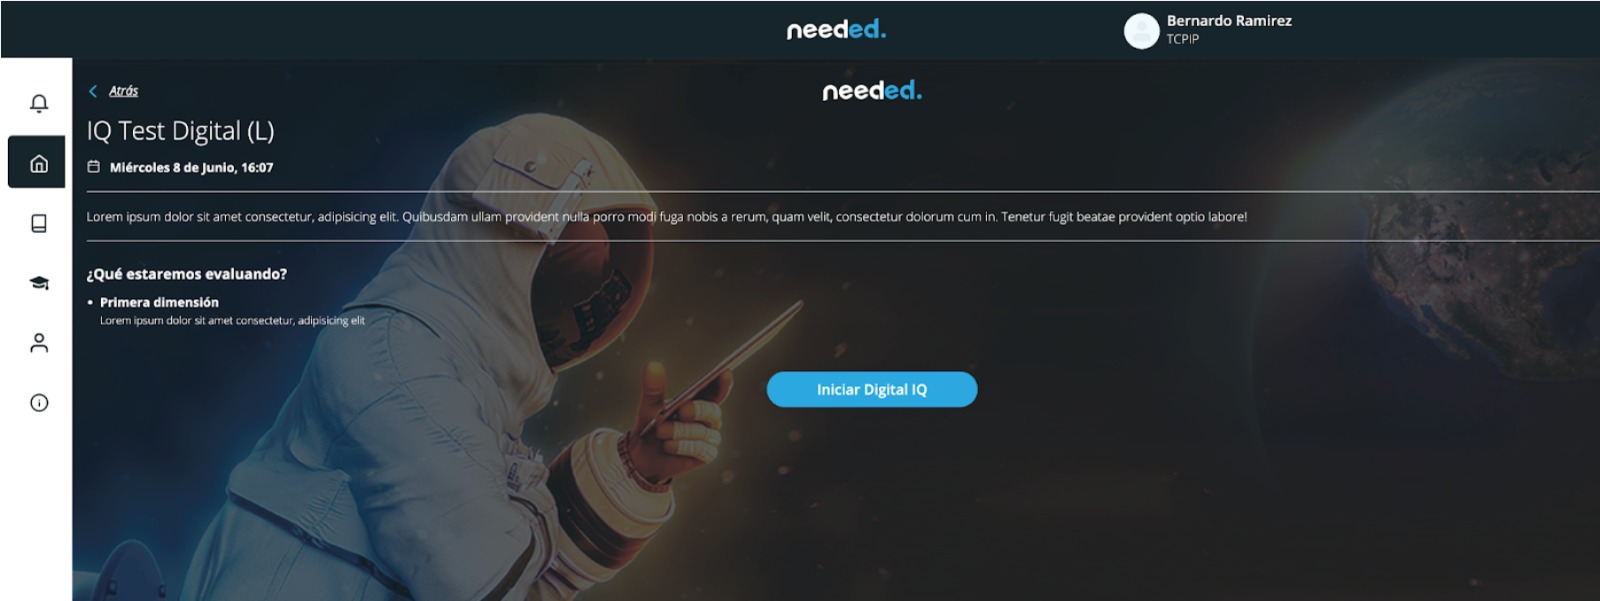 needed.
Bernardo Ramirez
TCPIP
Atrás
needed.
IQ Test Digital (L)
Miércoles 8 de Junio, 16:07
Lorem ipsum dolor sit amet consectetur, adipisicing elit. Quibusdam ullam provident nulla porro modi fuga nobis a rerum, quam velit, consectetur dolorum cum in. Tenetur fugit beatae provident optio labore!
¿Qué estaremos evaluando?
• Primera dimensión
Lorem ipsum dolor sit amet consectetur, adipisicing elit
Iniciar Digital IQ